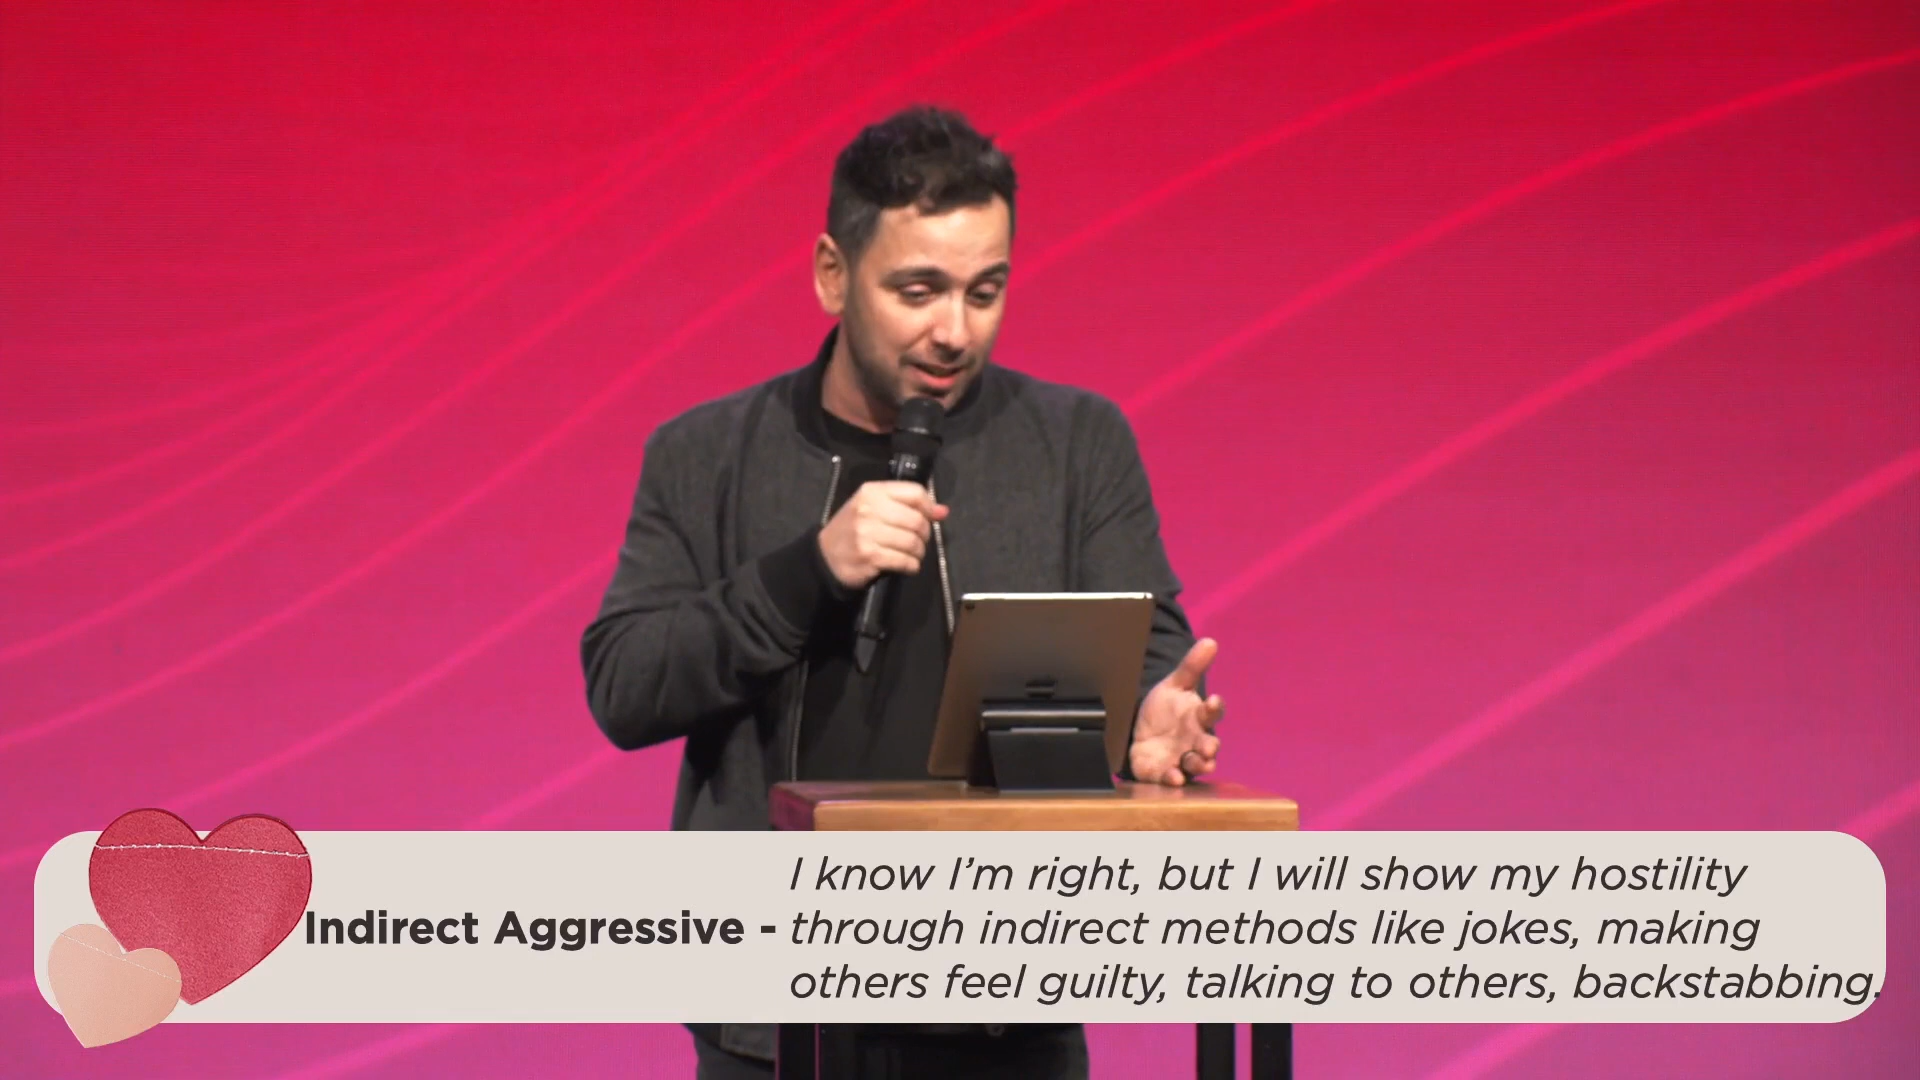 I know I’m right, but I will show my hostility
Indirect Aggressive - through indirect methods like jokes, making
others feel guilty, talking to others, backstabbing.